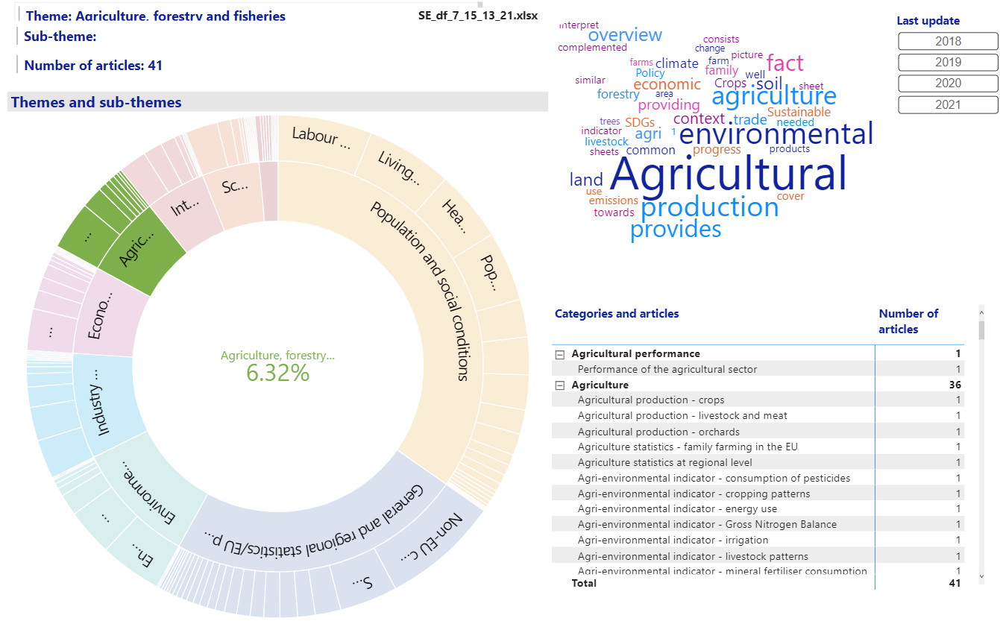 Theme: Agriculture, forestry and fisheries
SE_df_7_15_13_21.xlsx
Sub-theme:
Number of articles: 41
Themes and sub-themes
Labour ...
Living...
Hea...
Pop...
Population and social conditions
General and regional statistics/EU p...
Non-EU c...
S...
Environme...
En...
...
Industry ...
Econo...
...
Agric...
...
Int...
Sc...
Agriculture, forestry...
6.32%
interpret
overview
consists
complemented
change
picture
farms
climate
farm
fact
Policy
family
similar
economic
Crops
well
soil
sheet
forestry
area
agriculture
providing
Sustainable
trees
SDGs
context
trade
needed
indicator
agri
1
environmental
livestock
sheets
common
progress
products
Agricultural
land
use
emissions
cover
towards
production
provides
Last update
2018
2019
2020
2021
Categories and articles
Number of
articles
Agricultural performance 1
Performance of the agricultural sector 1
Agriculture 36
Agricultural production - crops 1
Agricultural production - livestock and meat 1
Agricultural production - orchards 1
Agriculture statistics - family farming in the EU 1
Agriculture statistics at regional level 1
Agri-environmental indicator - consumption of pesticides 1
Agri-environmental indicator - cropping patterns 1
Agri-environmental indicator - energy use 1
Agri-environmental indicator - Gross Nitrogen Balance 1
Agri-environmental indicator - irrigation 1
Agri-environmental indicator - livestock patterns 1
Agri-environmental indicator - mineral fertiliser consumption 1
Total 41